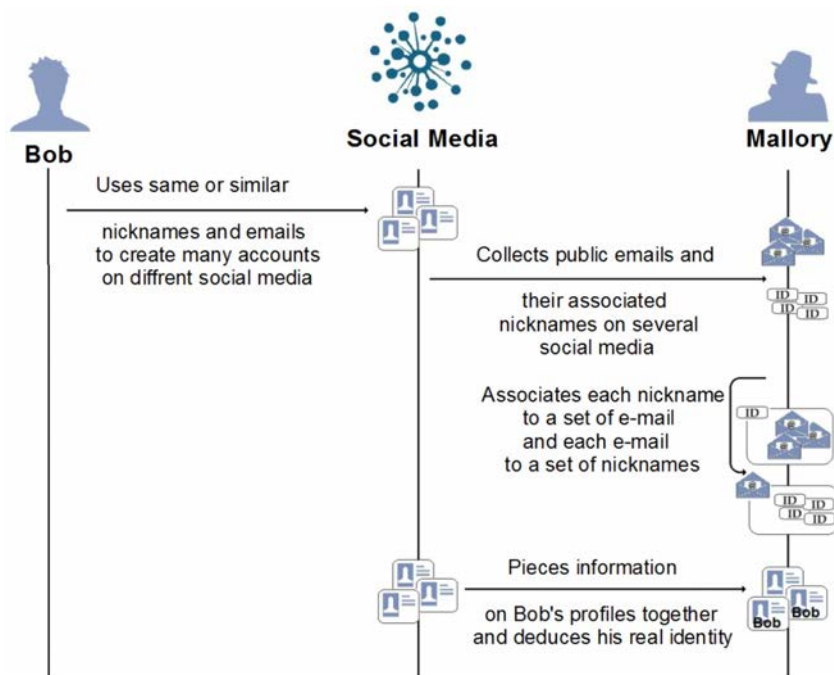 Bob
Social Media
Mallory
Uses same or similar
nicknames and emails
to create many accounts
on diffrent social media
Collects public emails and
their associated
nicknames on several
social media
ID
ID
ID
ID
Associates each nickname
to a set of e-mail
and each e-mail
to a set of nicknames
ID
@
@
ID
ID
ID
ID
Pieces information
on Bob's profiles together
and deduces his real identity
Bob
Bob